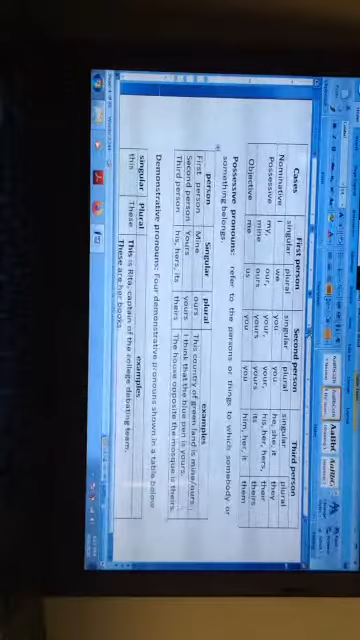 Cases First person Second person Third person
singular plural singular plural singular plural
Nominative I we you you he, she, it they
Possessive my, mine our, ours your, yours your, yours his, her, hers, its their theirs
Objective me us you you him, her, it them
Possessive pronouns: refer to the persons or things to which somebody or
something belongs.
person Singular plural examples
First person Mine ours This country of green land is mine/ours
Second person Yours yours I think that the blue pen is yours.
Third person his, hers, its theirs The house opposite the mosque is theirs.
Demonstrative pronouns: Four demonstrative pronouns shown in a table below
singular Plural examples
this These This is Rita, captain of the college debating team.
These are her books